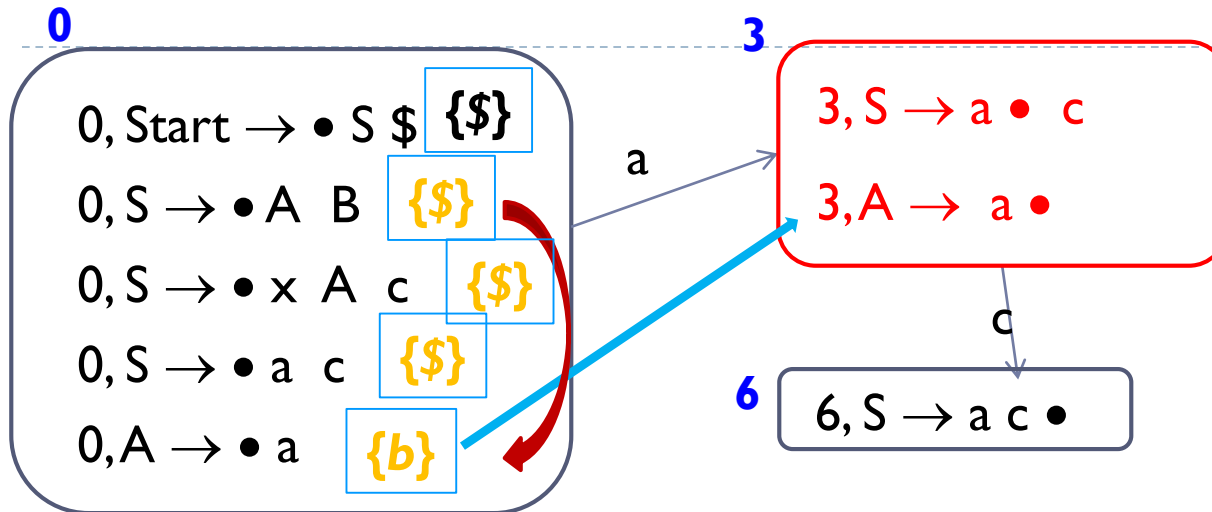 0
0, Start → • S $ {$}
0, S → • A B {$}
0, S → • x A c {$}
0, S → • a c {$}
0, A → • a {b}
a
3
3, S → a • c
3, A → a •
c
6
6, S → a c •